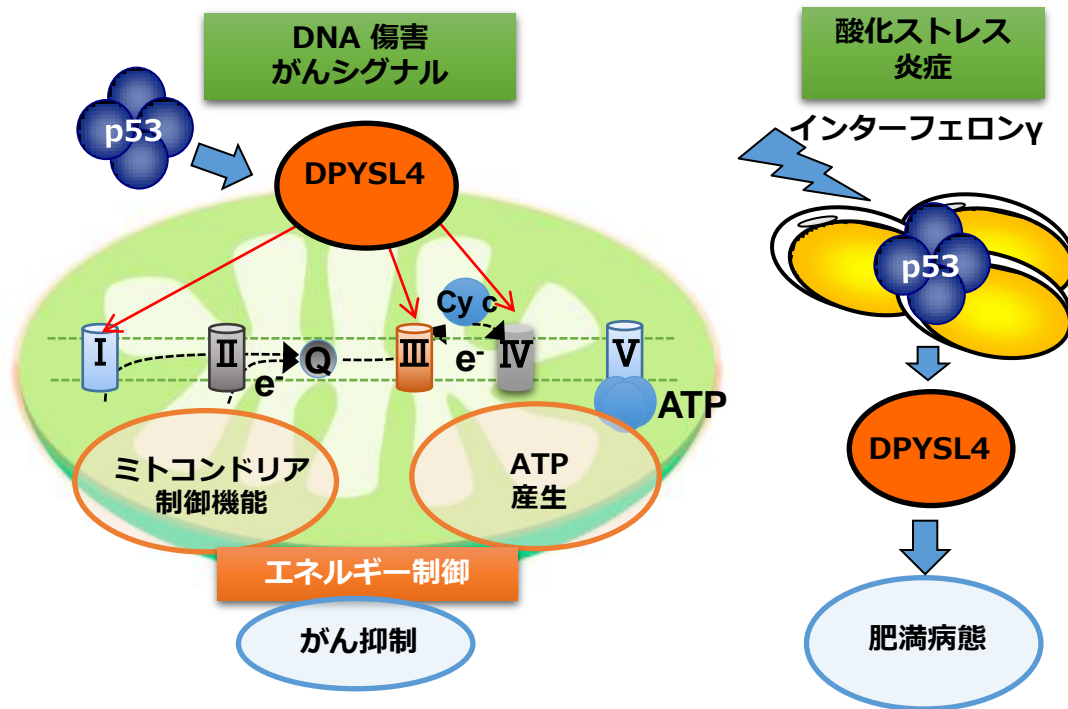 DNA 傷害
がんシグナル
p53
DPYSL4
Cy c
Ⅰ
Ⅱ
e-
Q
Ⅲ
e-
Ⅳ
Ⅴ
ATP
ミトコンドリア
制御機能
ATP
産生
エネルギー制御
がん抑制
酸化ストレス
炎症
インターフェロンγ
p53
DPYSL4
肥満病態